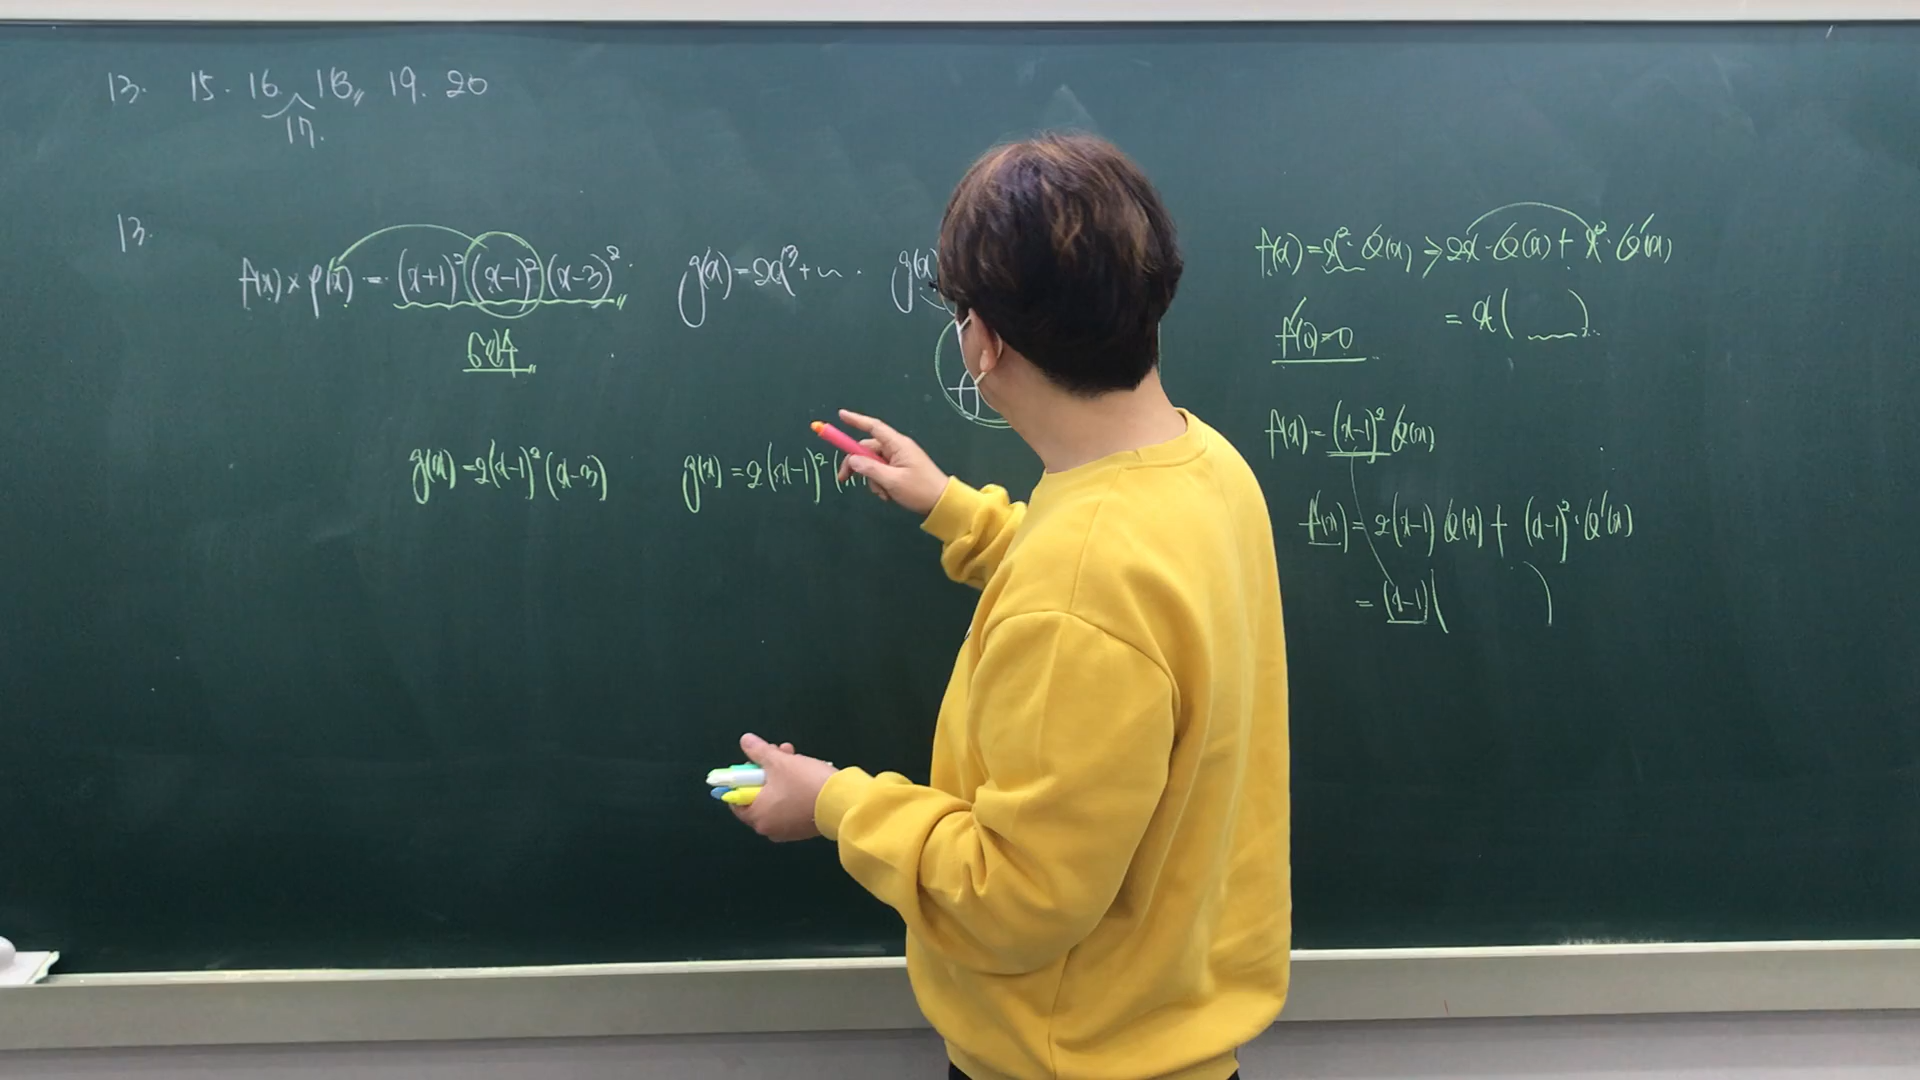 13. 15. 16 18, 19. 20
17.
13.
f(x) × g(x) = (x+1)² (x-1)² (x-3)².
6차
g(x) = 2x³ + ~ .
g(x) = 2(x-1)² (x-3)
g(x) = 2(x-1)²
f(x) = x²·Q(x) → 2x·Q(x) + x²·Q'(x)
= x( )
f'(0)=0
f(x) = (x-1)² Q(x)
f'(x) = 2(x-1) Q(x) + (x-1)²·Q'(x)
= (x-1)( )